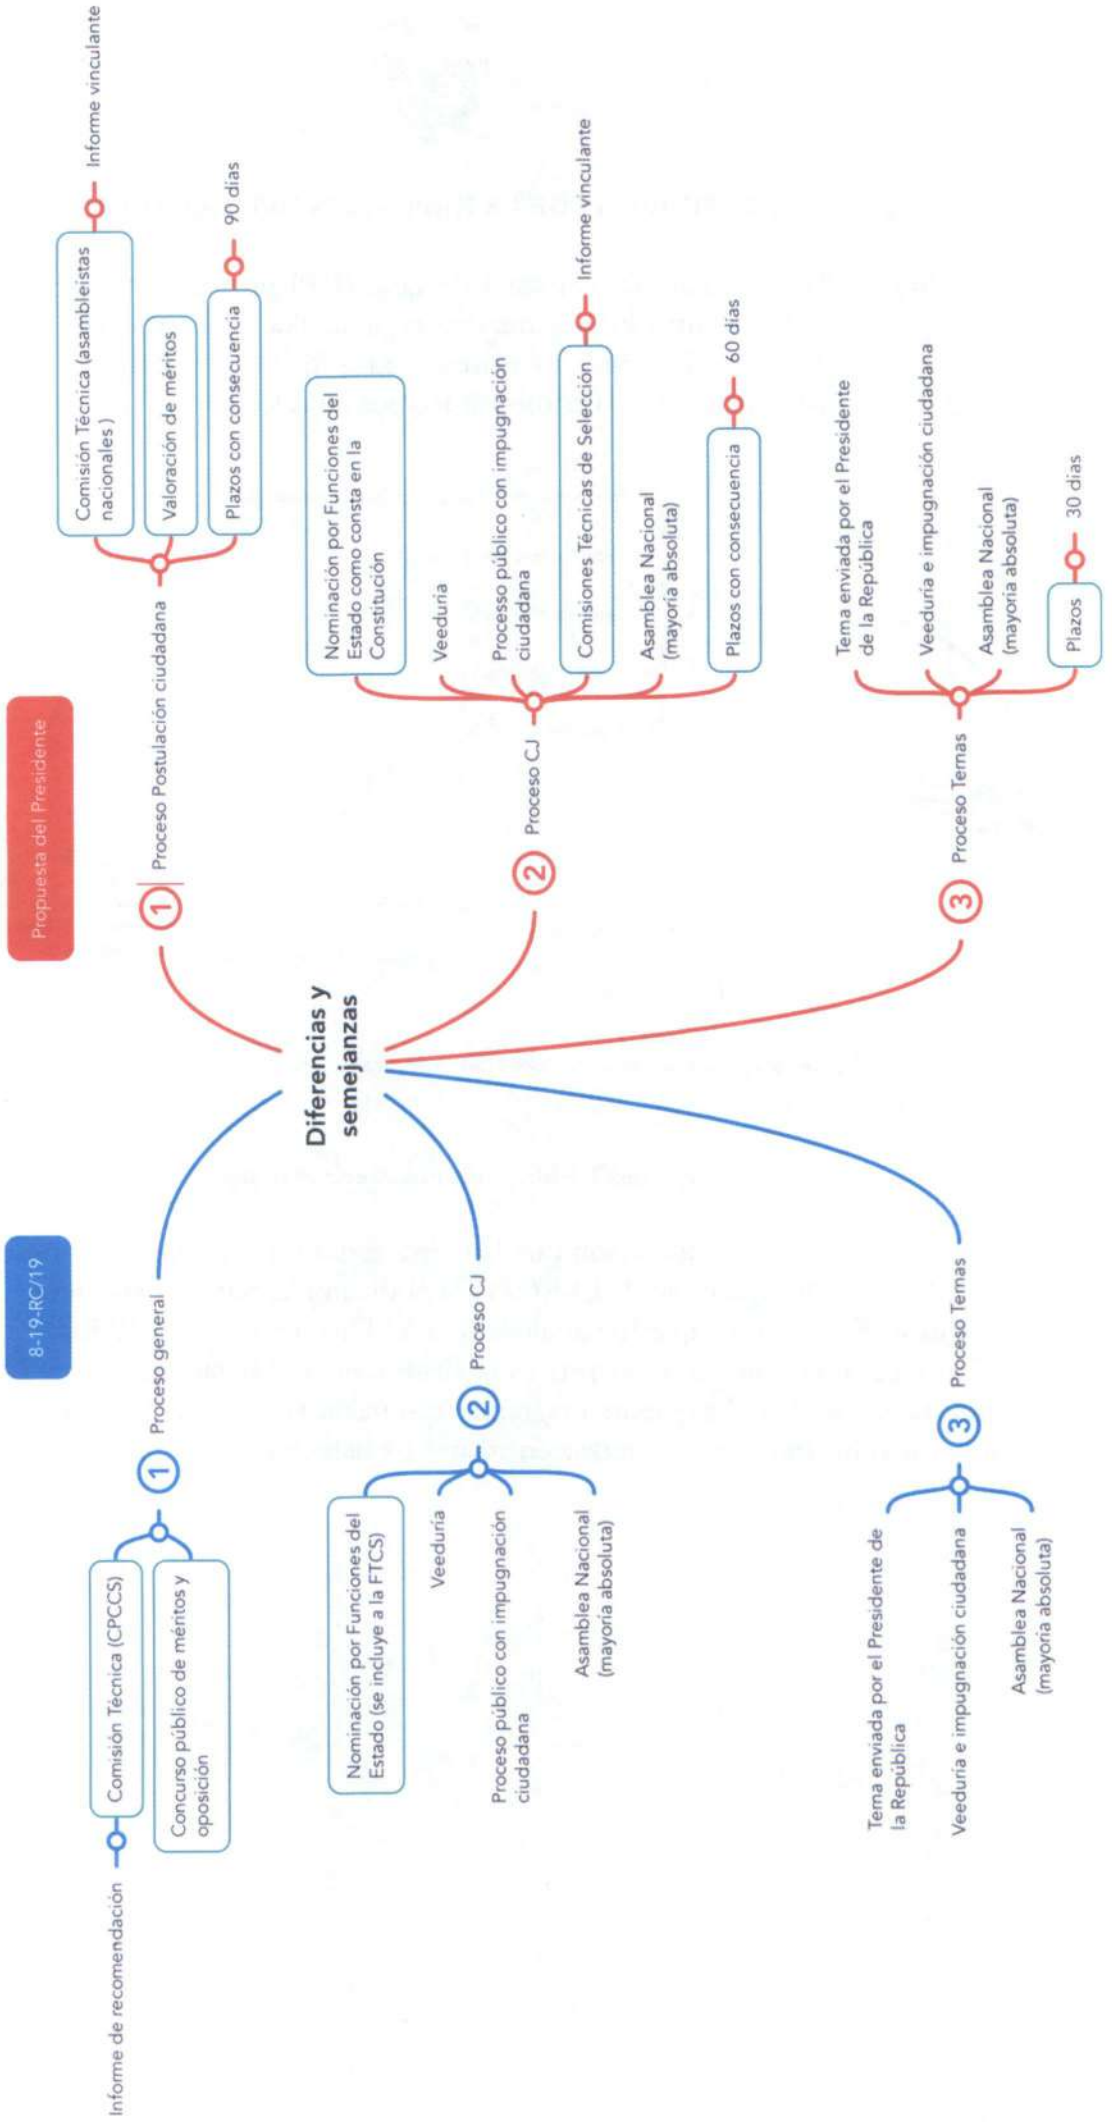 8-19-RC/19
Propuesta del Presidente
Diferencias y
semejanzas
1
Proceso general
Comisión Técnica (CPCCS)
Informe de recomendación
Concurso público de méritos y
oposición
2
Proceso CJ
Nominación por Funciones del
Estado (se incluye a la FTCS)
Veeduría
Proceso público con impugnación
ciudadana
Asamblea Nacional
(mayoría absoluta)
3
Proceso Ternas
Terna enviada por el Presidente de
la República
Veeduría e impugnación ciudadana
Asamblea Nacional
(mayoría absoluta)
1
Proceso Postulación ciudadana
Comisión Técnica (asambleístas
nacionales )
Informe vinculante
Valoración de méritos
Plazos con consecuencia
90 dias
2
Proceso CJ
Nominación por Funciones del
Estado como consta en la
Constitución
Veeduria
Processo público con impugnación
ciudadana
Comisiones Técnicas de Selección
Informe vinculante
Asamblea Nacional
(mayoría absoluta)
Plazos con consecuencia
60 días
3
Proceso Ternas
Terna enviada por el Presidente
de la República
Veeduría e impugnación ciudadana
Asamblea Nacional
(mayoria absoluta)
Plazos
30 dias